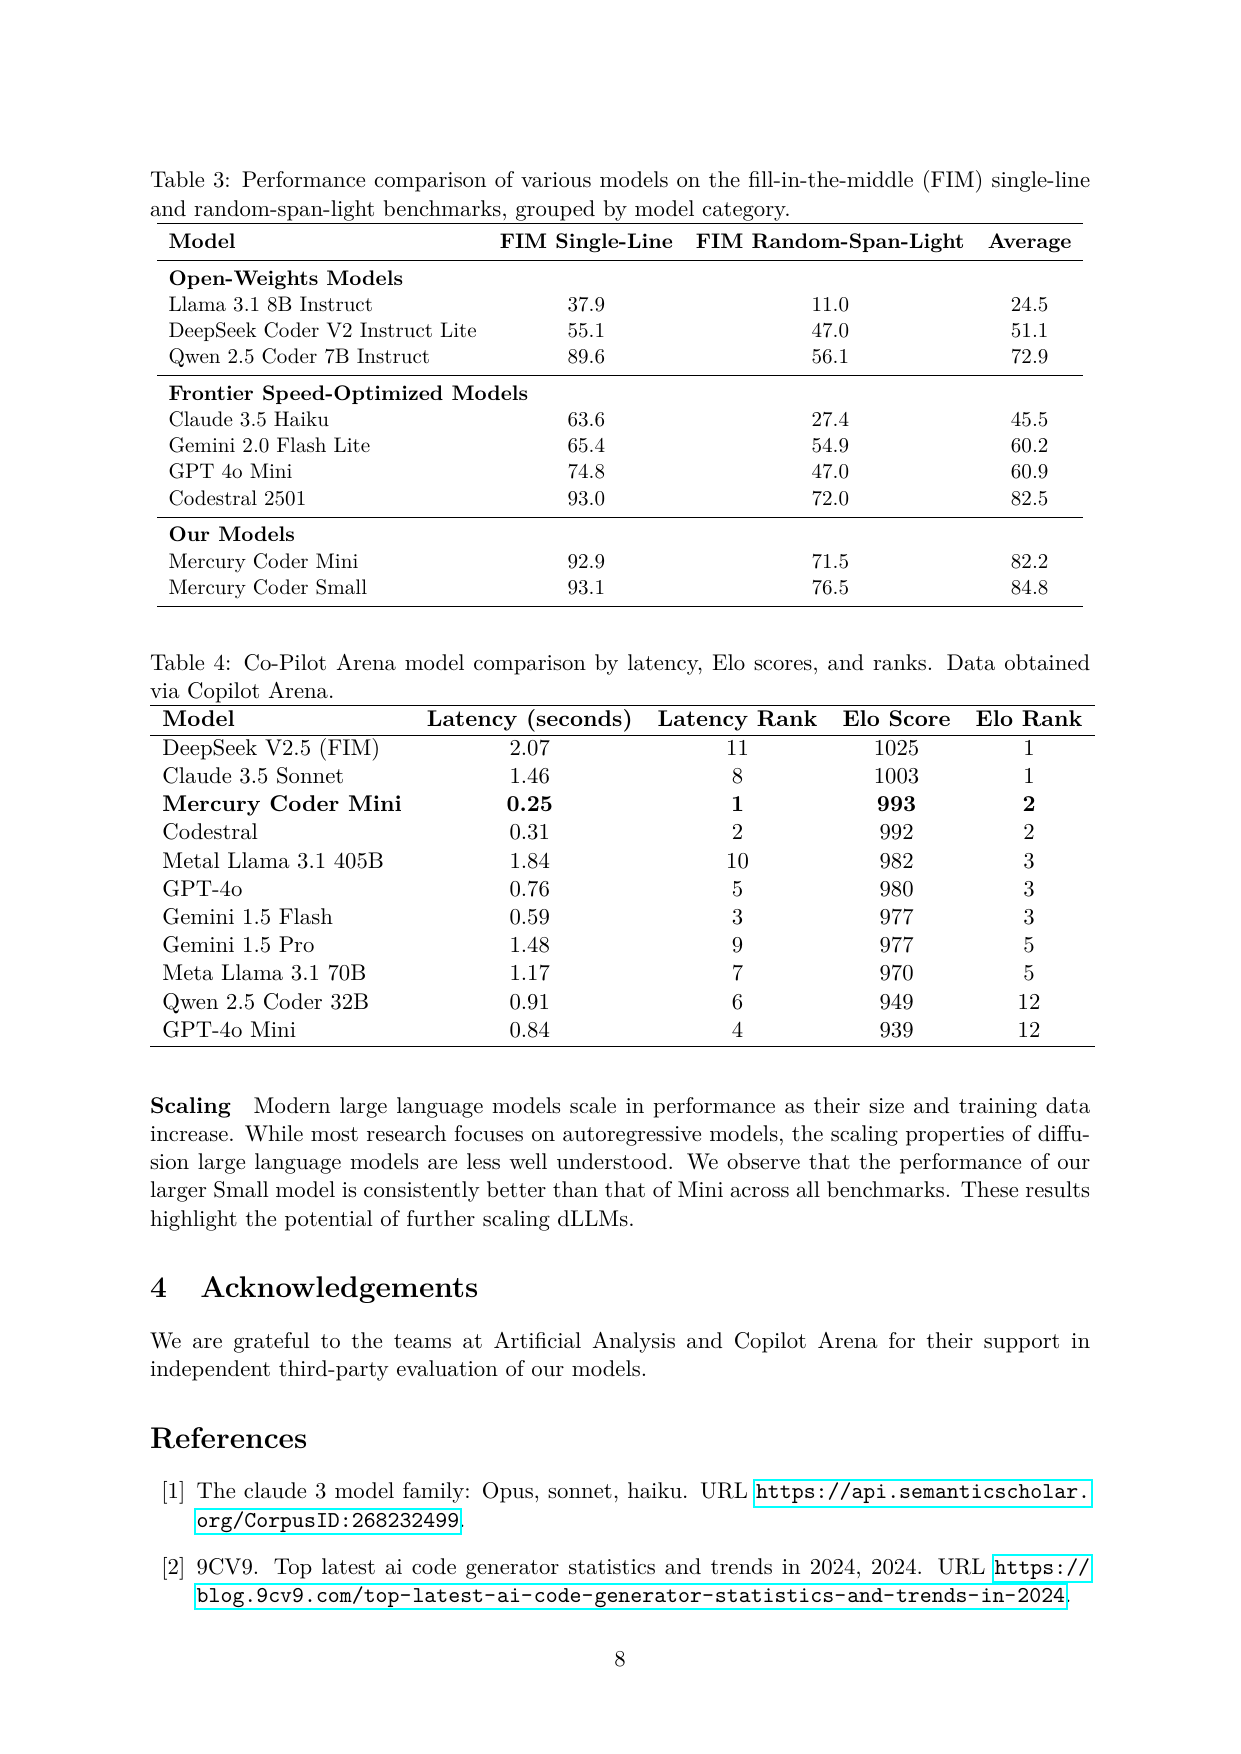 Table 3: Performance comparison of various models on the fill-in-the-middle (FIM) single-line
and random-span-light benchmarks, grouped by model category.
Model FIM Single-Line FIM Random-Span-Light Average
Open-Weights Models
Llama 3.1 8B Instruct 37.9 11.0 24.5
DeepSeek Coder V2 Instruct Lite 55.1 47.0 51.1
Qwen 2.5 Coder 7B Instruct 89.6 56.1 72.9
Frontier Speed-Optimized Models
Claude 3.5 Haiku 63.6 27.4 45.5
Gemini 2.0 Flash Lite 65.4 54.9 60.2
GPT 4o Mini 74.8 47.0 60.9
Codestral 2501 93.0 72.0 82.5
Our Models
Mercury Coder Mini 92.9 71.5 82.2
Mercury Coder Small 93.1 76.5 84.8
Table 4: Co-Pilot Arena model comparison by latency, Elo scores, and ranks. Data obtained
via Copilot Arena.
Model Latency (seconds) Latency Rank Elo Score Elo Rank
DeepSeek V2.5 (FIM) 2.07 11 1025 1
Claude 3.5 Sonnet 1.46 8 1003 1
Mercury Coder Mini 0.25 1 993 2
Codestral 0.31 2 992 2
Metal Llama 3.1 405B 1.84 10 982 3
GPT-4o 0.76 5 980 3
Gemini 1.5 Flash 0.59 3 977 3
Gemini 1.5 Pro 1.48 9 977 5
Meta Llama 3.1 70B 1.17 7 970 5
Qwen 2.5 Coder 32B 0.91 6 949 12
GPT-4o Mini 0.84 4 939 12
Scaling Modern large language models scale in performance as their size and training data
increase. While most research focuses on autoregressive models, the scaling properties of diffu-
sion large language models are less well understood. We observe that the performance of our
larger Small model is consistently better than that of Mini across all benchmarks. These results
highlight the potential of further scaling dLLMs.
4 Acknowledgements
We are grateful to the teams at Artificial Analysis and Copilot Arena for their support in
independent third-party evaluation of our models.
References
[1] The claude 3 model family: Opus, sonnet, haiku. URL https://api.semanticscholar.
org/CorpusID:268232499.
[2] 9CV9. Top latest ai code generator statistics and trends in 2024, 2024. URL https://
blog.9cv9.com/top-latest-ai-code-generator-statistics-and-trends-in-2024.
8